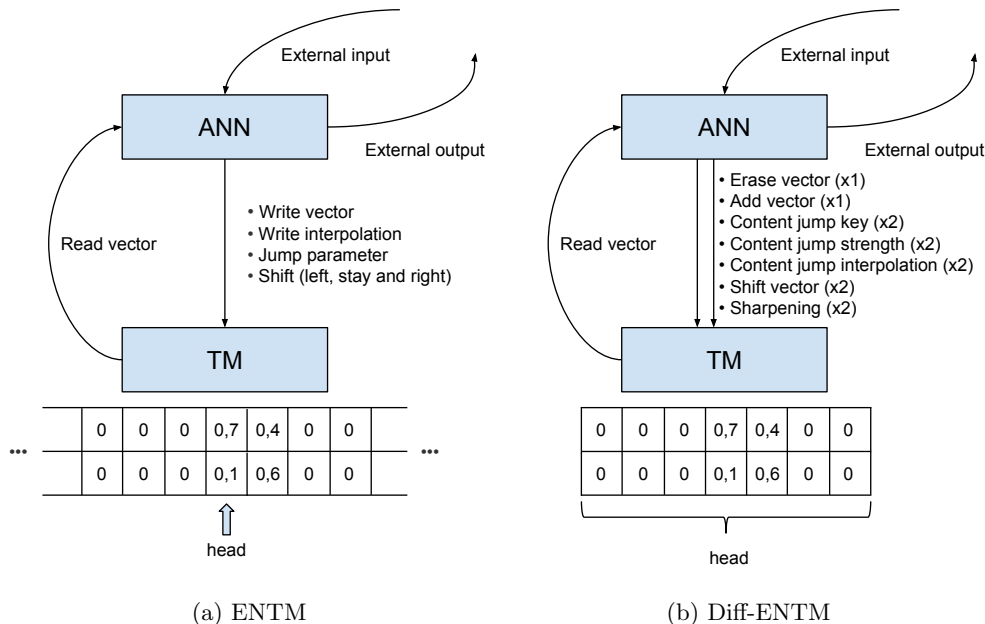 External input
ANN
External output
Read vector
• Write vector
• Write interpolation
• Jump parameter
• Shift (left, stay and right)
TM
... 0 0 0 0,7 0,4 0 0 ...
0 0 0 0,1 0,6 0 0
head
(a) ENTM
External input
ANN
External output
Read vector
• Erase vector (x1)
• Add vector (x1)
• Content jump key (x2)
• Content jump strength (x2)
• Content jump interpolation (x2)
• Shift vector (x2)
• Sharpening (x2)
TM
0 0 0 0,7 0,4 0 0
0 0 0 0,1 0,6 0 0
head
(b) Diff-ENTM